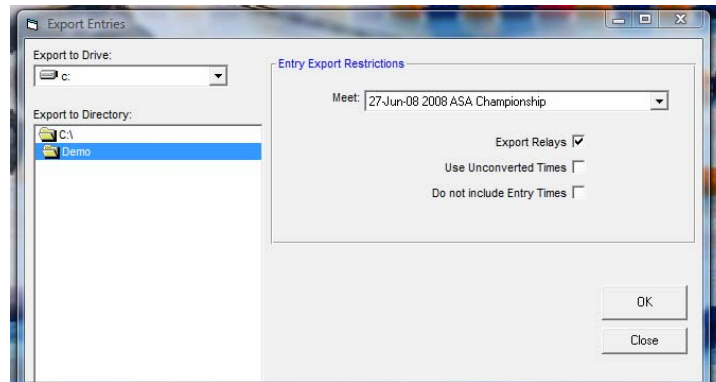 Export Entries
Export to Drive:
c:
Export to Directory:
C:\
Demo
Entry Export Restrictions
Meet: 27-Jun-08 2008 ASA Championship
Export Relays
Use Unconverted Times
Do not include Entry Times
OK
Close